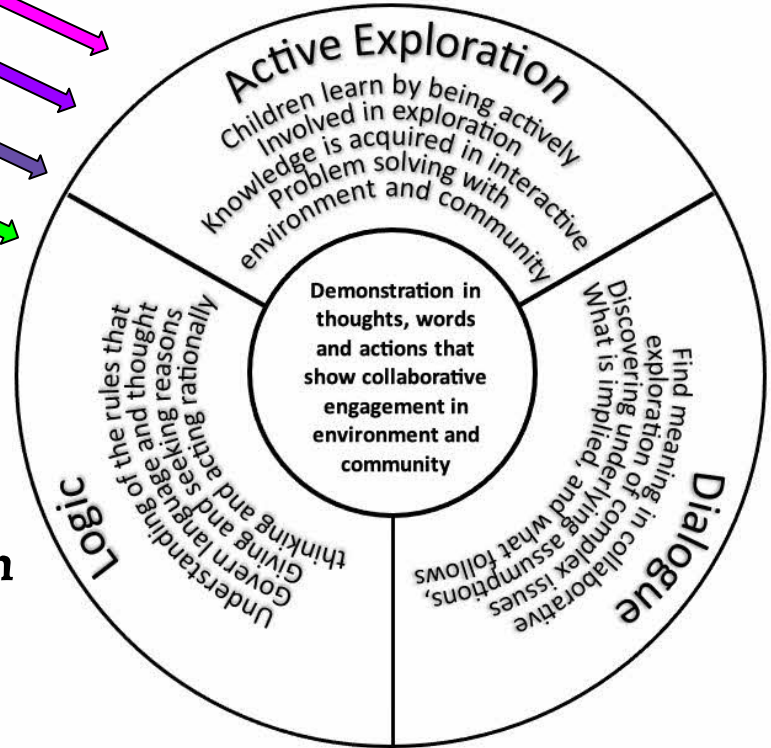 Active Exploration
Children learn by being actively
Involved in exploration
Knowledge is acquired in interactive
Problem solving with
environment and community
Demonstration in
thoughts, words
and actions that
show collaborative
engagement in
environment and
community
Dialogue
Find meaning in collaborative
exploration of complex issues
Discovering underlying assumptions,
What is implied, and what follows
Logic
Understanding of the rules that
Govern language and thought
Giving and seeking reasons
thinking and acting rationally
n